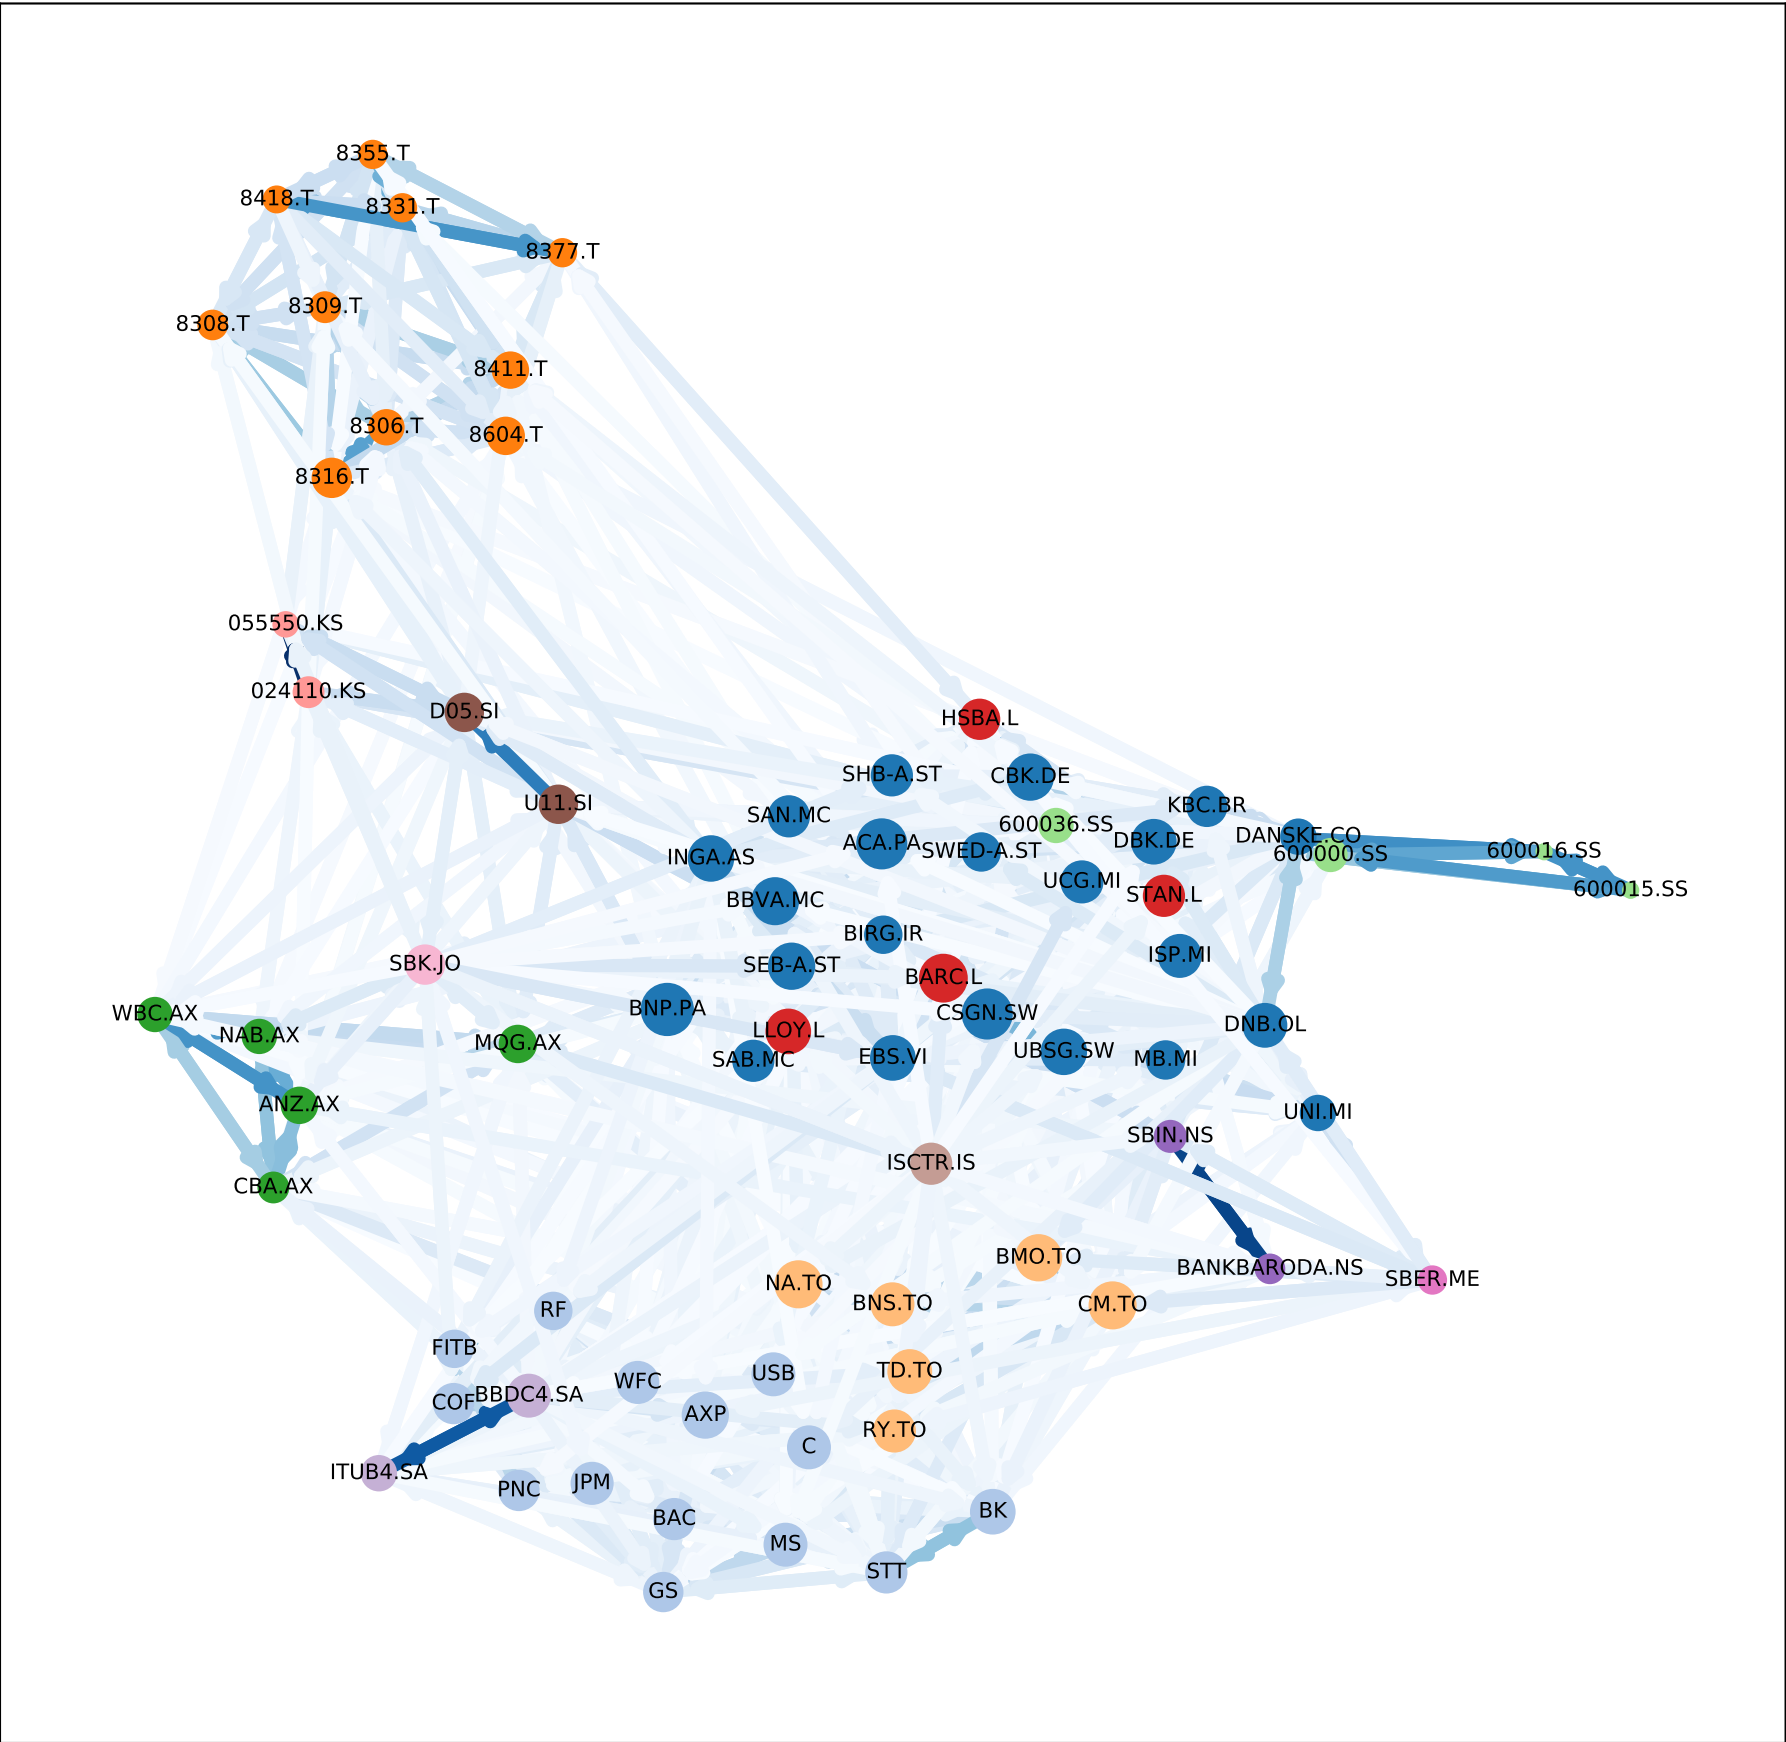 8355.T
8418.T
8331.T
8377.T
8309.T
8308.T
8411.T
8306.T
8604.T
8316.T
055550.KS
024110.KS
D05.SI
HSBA.L
SHB-A.ST
CBK.DE
U11.SI
KBC.BR
SAN.MC
600036.SS
DANSKE.CO
DBK.DE
ACA.PA
SWED-A.ST
600016.SS
600000.SS
INGA.AS
UCG.MI
600015.SS
STAN.L
BBVA.MC
BIRG.IR
ISP.MI
SBK.JO
SEB-A.ST
BARC.L
BNP.PA
WBC.AX
CSGN.SW
DNB.OL
LLOY.L
NAB.AX
MQG.AX
UBSG.SW
EBS.VI
SAB.MC
MB.MI
ANZ.AX
UNI.MI
SBIN.NS
ISCTR.IS
CBA.AX
BMO.TO
BANKBARODA.NS
SBER.ME
NA.TO
BNS.TO
CM.TO
RF
FITB
TD.TO
USB
WFC
BBDC4.SA
COF
AXP
RY.TO
C
ITUB4.SA
JPM
PNC
BK
BAC
MS
STT
GS